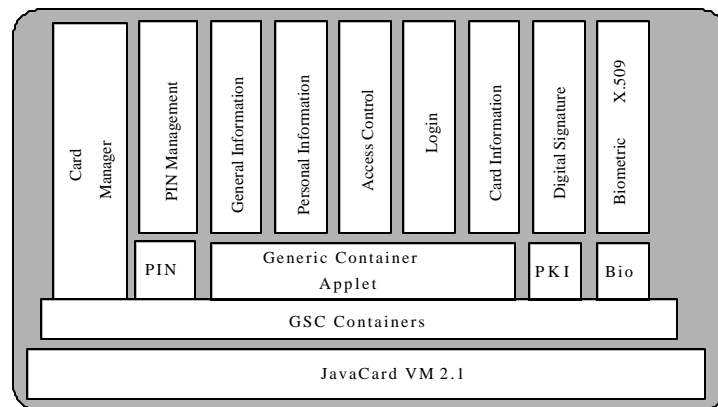 Card
Manager
PIN Management
General Information
Personal Information
Access Control
Login
Card Information
Digital Signature
Biometric X.509
PIN
Generic Container
Applet
PKI
Bio
GSC Containers
JavaCard VM 2.1